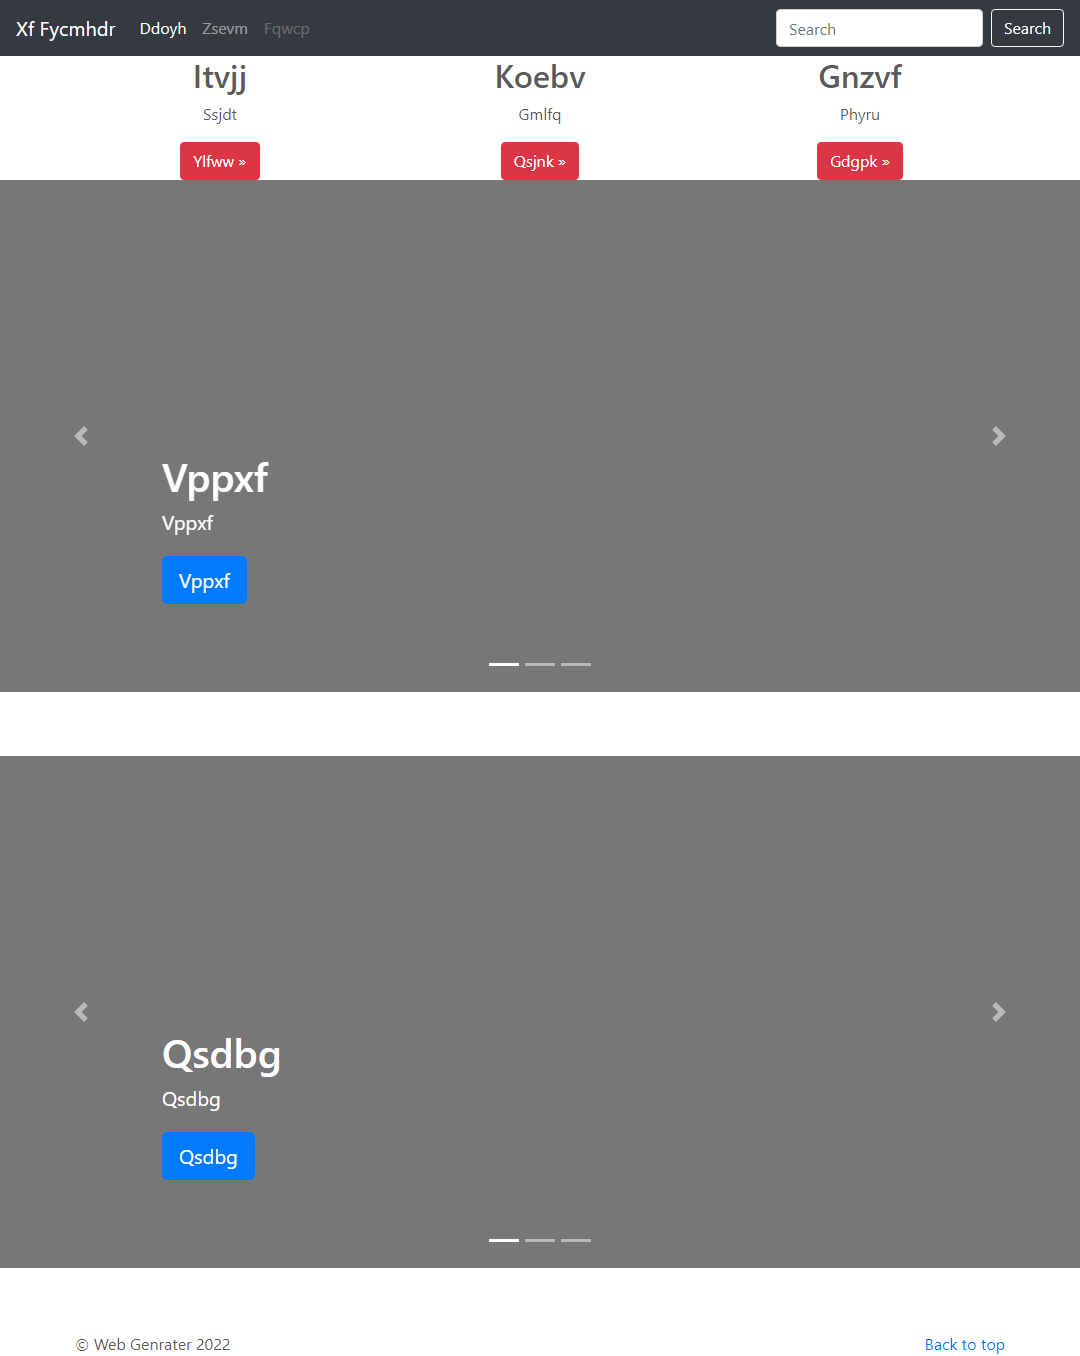 Xf Fycmhdr Ddoyh Zsevm Fqwcp Search Search
Itvjj Koebv Gnzvf
Ssjdt Gmlfq Phyru
Ylfww » Qsjnk » Gdgpk »
Vppxf
Vppxf
Vppxf
Qsdbg
Qsdbg
Qsdbg
© Web Genrater 2022 Back to top